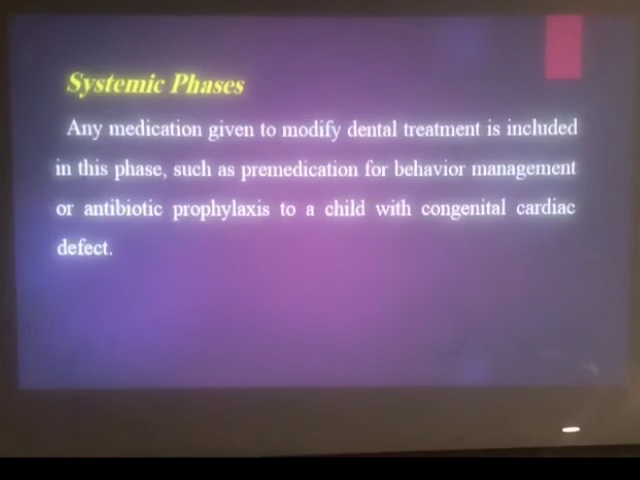 Systemic Phases
Any medication given to modify dental treatment is included
in this phase, such as premedication for behavior management
or antibiotic prophylaxis to a child with congenital cardiac
defect.